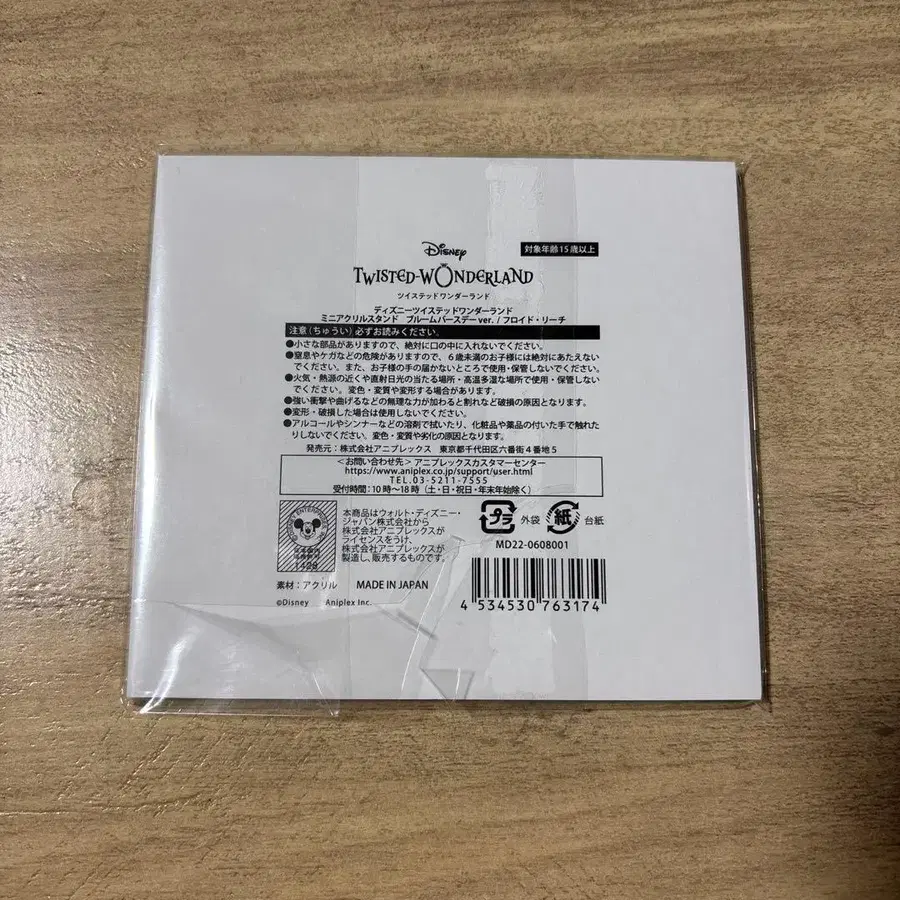 Disney
対象年齢15歳以上
TWISTED-WONDERLAND
ツイステッドワンダーランド
ディズニーツイステッドワンダーランド
ミニアクリルスタンド ブルームバースデーver. / フロイド・リーチ
注意（ちゅうい）必ずお読みください。
●小さな部品がありますので、絶対に口の中に入れないでください。
●窒息やケガなどの危険がありますので、6歳未満のお子様には絶対にあたえない
でください。また、お子様の手の届かないところで使用・保管しないでください。
●火気・熱源の近くや直射日光の当たる場所・高温多湿な場所で使用・保管しない
でください。変色・変質や変形する場合があります。
●強い衝撃や曲げるなどの無理な力が加わると割れなど破損の原因となります。
●変形・破損した場合は使用しないでください。
●アルコールやシンナーなどの溶剤で拭いたり、化粧品や薬品の付いた手で触れた
りしないでください。変色・変質や劣化の原因となります。
発売元：株式会社アニプレックス 東京都千代田区六番街4番地5
＜お問い合わせ先＞アニプレックスカスタマーセンター
https://www.aniplex.co.jp/support/user.html
TEL.03-5211-7555
受付時間：10時〜18時（土・日・祝日・年末年始除く）
本商品はウォルト・ディズニー・
ジャパン株式会社から
株式会社アニプレックスが
ライセンスをうけ、
株式会社アニプレックスが
製造し、販売するものです。
1428
プラ 外袋 紙 台紙
MD22-0608001
素材：アクリル MADE IN JAPAN
©Disney Aniplex Inc.
4 534530 763174